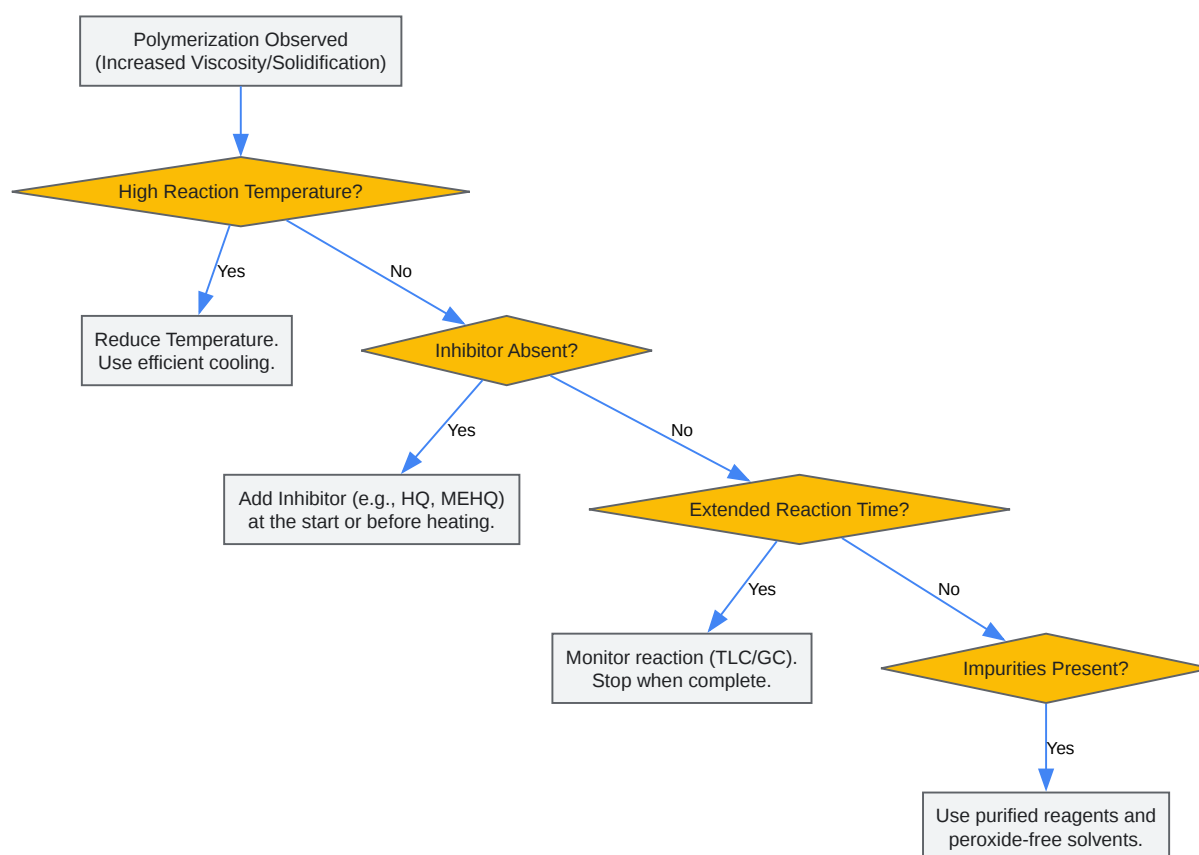 Polymerization Observed
(Increased Viscosity/Solidification)
High Reaction Temperature?
Yes
No
Reduce Temperature.
Use efficient cooling.
Inhibitor Absent?
Yes
No
Add Inhibitor (e.g., HQ, MEHQ)
at the start or before heating.
Extended Reaction Time?
Yes
No
Monitor reaction (TLC/GC).
Stop when complete.
Impurities Present?
Yes
Use purified reagents and
peroxide-free solvents.